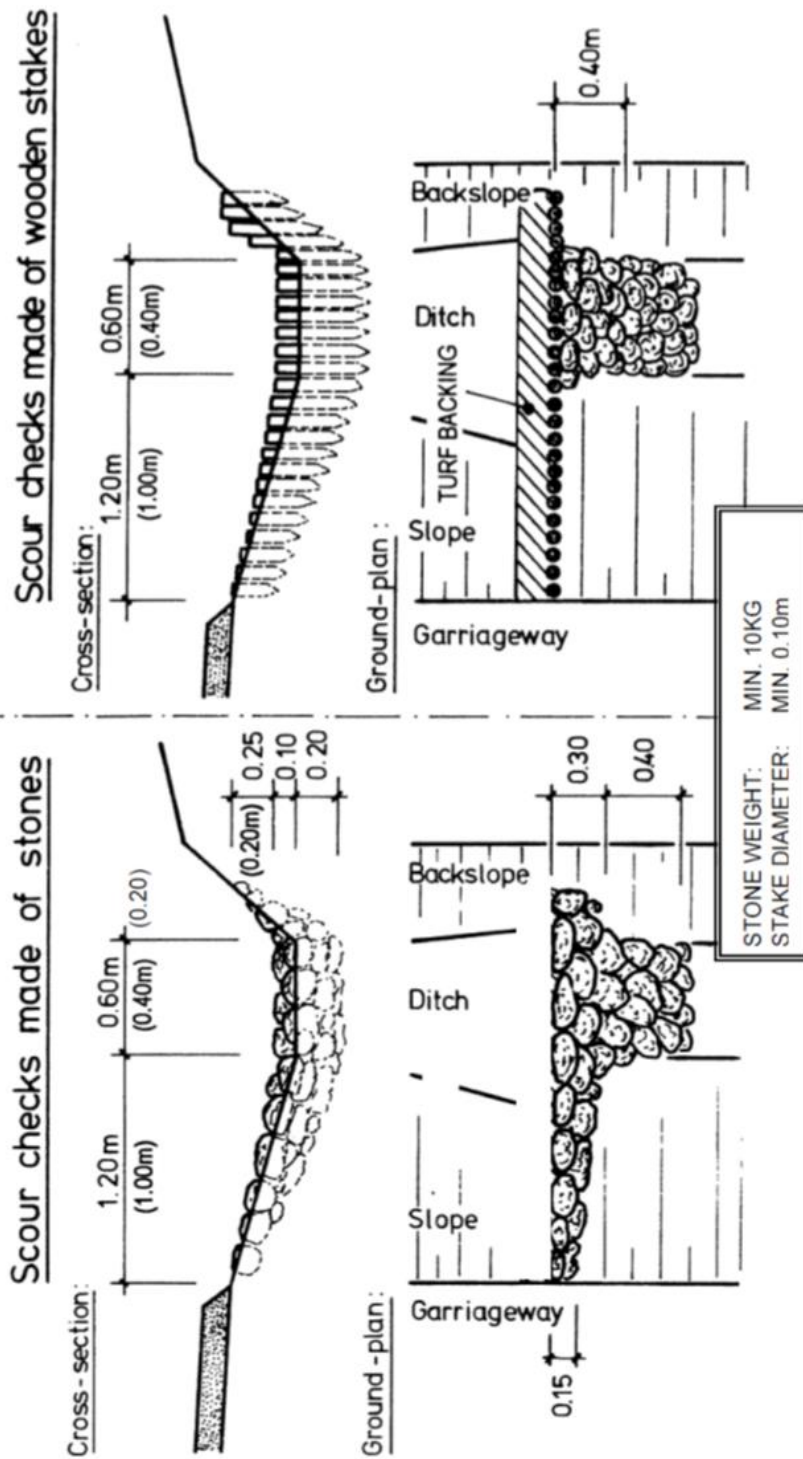 Scour checks made of stones
Cross-section:
1.20m
(1.00m)
0.60m
(0.40m)
(0.20)
0.25
(0.20m)
0.10
0.20
Ground-plan:
Garriageway
Slope
Ditch
Backslope
0.15
0.30
0.40
Scour checks made of wooden stakes
Cross-section:
1.20m
(1.00m)
0.60m
(0.40m)
Ground-plan:
Garriageway
Slope
Ditch
Backslope
TURF BACKING
0.40m
STONE WEIGHT: MIN. 10KG
STAKE DIAMETER: MIN. 0.10m